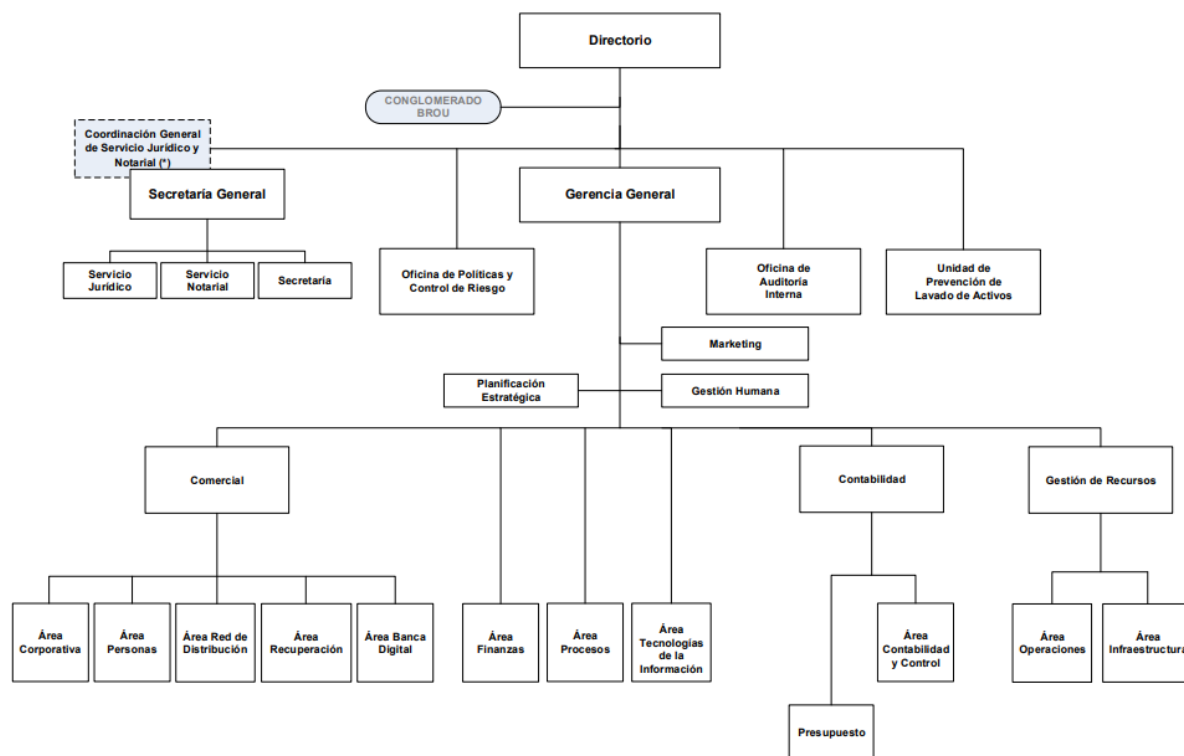 Directorio
CONGLOMERADO
BROU
Coordinación General
de Servicio Jurídico y
Notarial (*)
Secretaría General
Gerencia General
Servicio
Jurídico
Servicio
Notarial
Secretaría
Oficina de Políticas y
Control de Riesgo
Oficina de
Auditoría
Interna
Unidad de
Prevención de
Lavado de Activos
Marketing
Planificación
Estratégica
Gestión Humana
Comercial
Contabilidad
Gestión de Recursos
Área
Corporativa
Área
Personas
Área Red de
Distribución
Área
Recuperación
Área Banca
Digital
Área
Finanzas
Área
Procesos
Área
Tecnologías
de la
Información
Área
Contabilidad
y Control
Área
Operaciones
Área
Infraestructura
Presupuesto